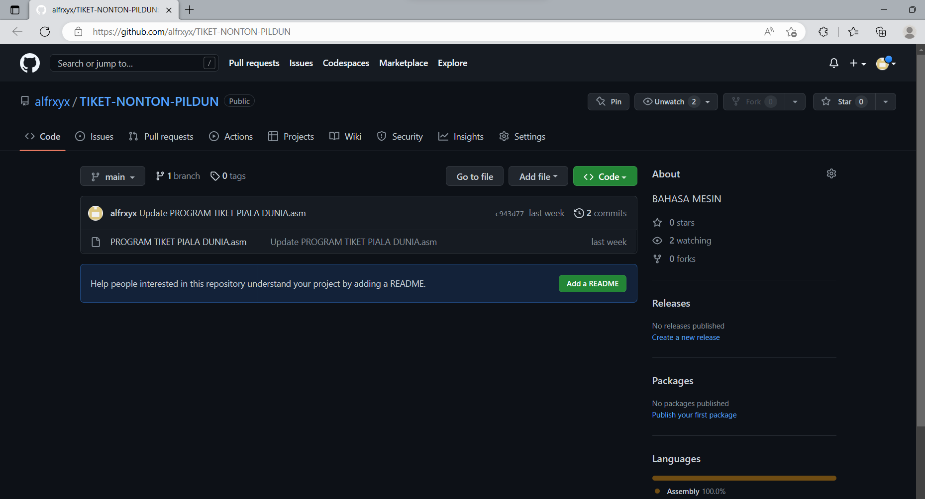 alfrxyx/TIKET-NONTON-PILDUN
https://github.com/alfrxyx/TIKET-NONTON-PILDUN
Search or jump to... / Pull requests Issues Codespaces Marketplace Explore
alfrxyx / TIKET-NONTON-PILDUN Public Pin Unwatch 2 Fork 0 Star 0
Code Issues Pull requests Actions Projects Wiki Security Insights Settings
main 1 branch 0 tags Go to file Add file Code
alfrxyx Update PROGRAM TIKET PIALA DUNIA.asm c943d77 last week 2 commits
PROGRAM TIKET PIALA DUNIA.asm Update PROGRAM TIKET PIALA DUNIA.asm last week
Help people interested in this repository understand your project by adding a README. Add a README
About
BAHASA MESIN
0 stars
2 watching
0 forks
Releases
No releases published
Create a new release
Packages
No packages published
Publish your first package
Languages
Assembly 100.0%